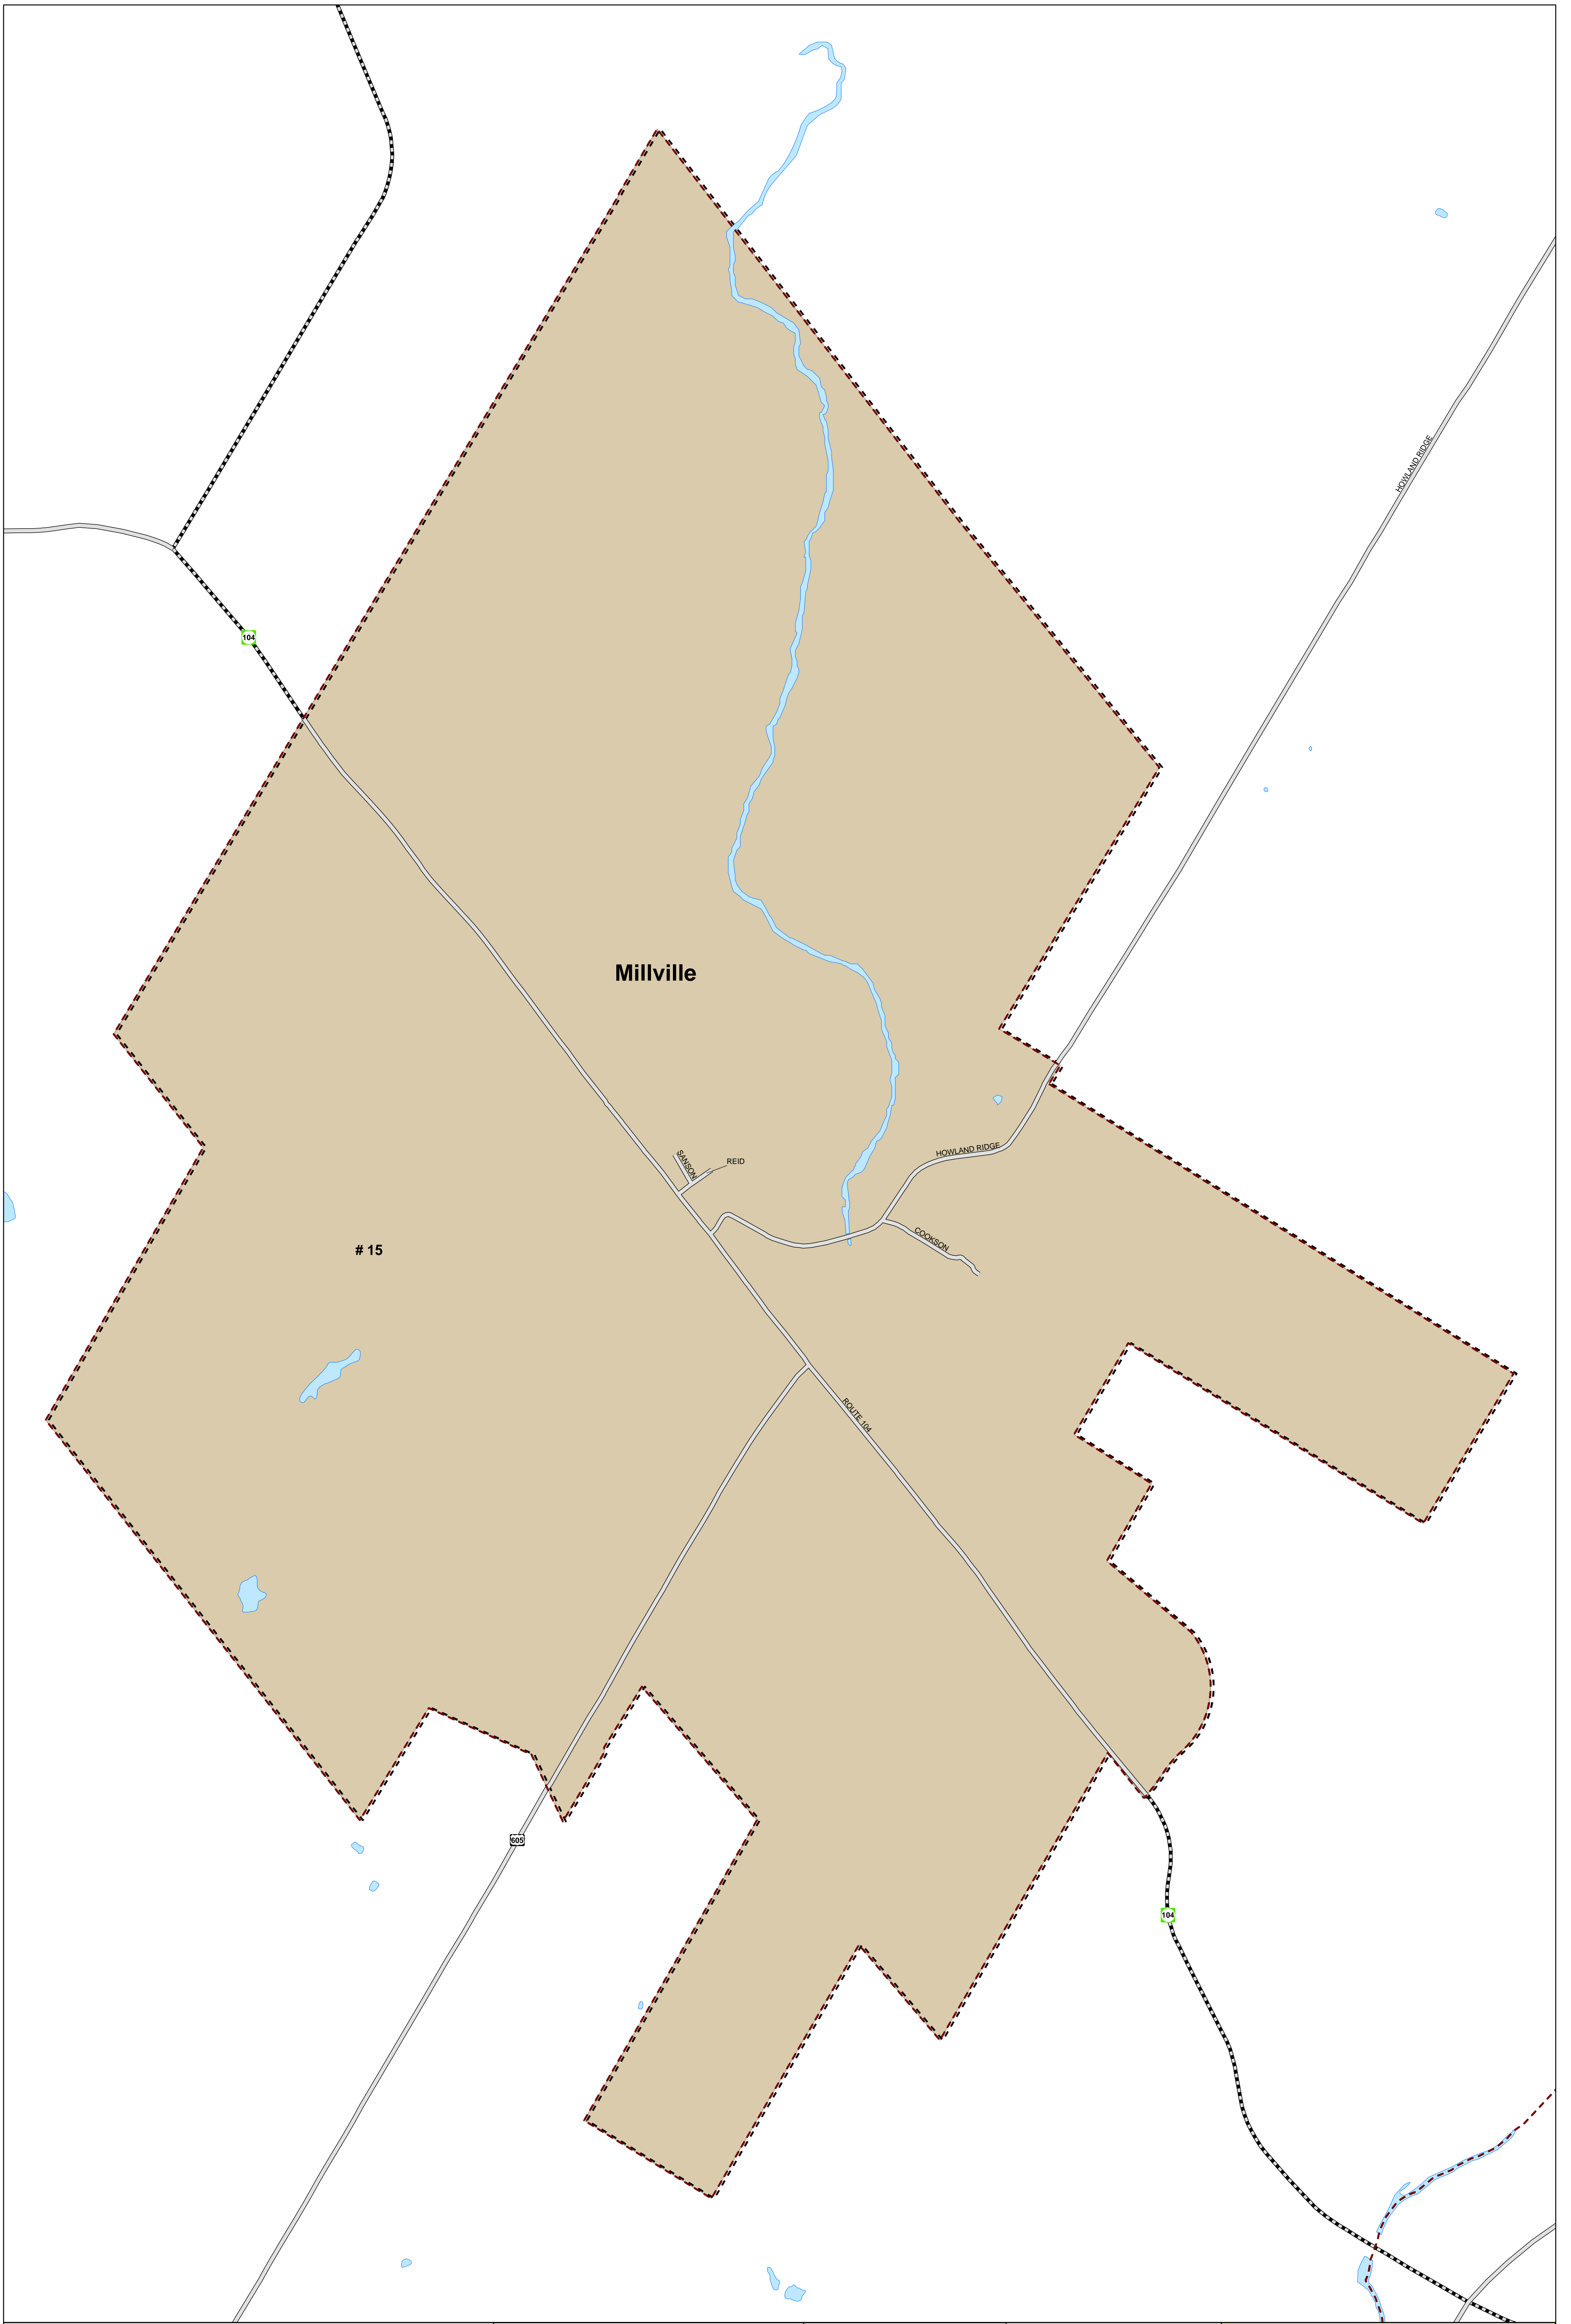 HOWLAND RIDGE
104
Millville
SANSON
REID
HOWLAND RIDGE
COOKSON
# 15
ROUTE 104
605
104